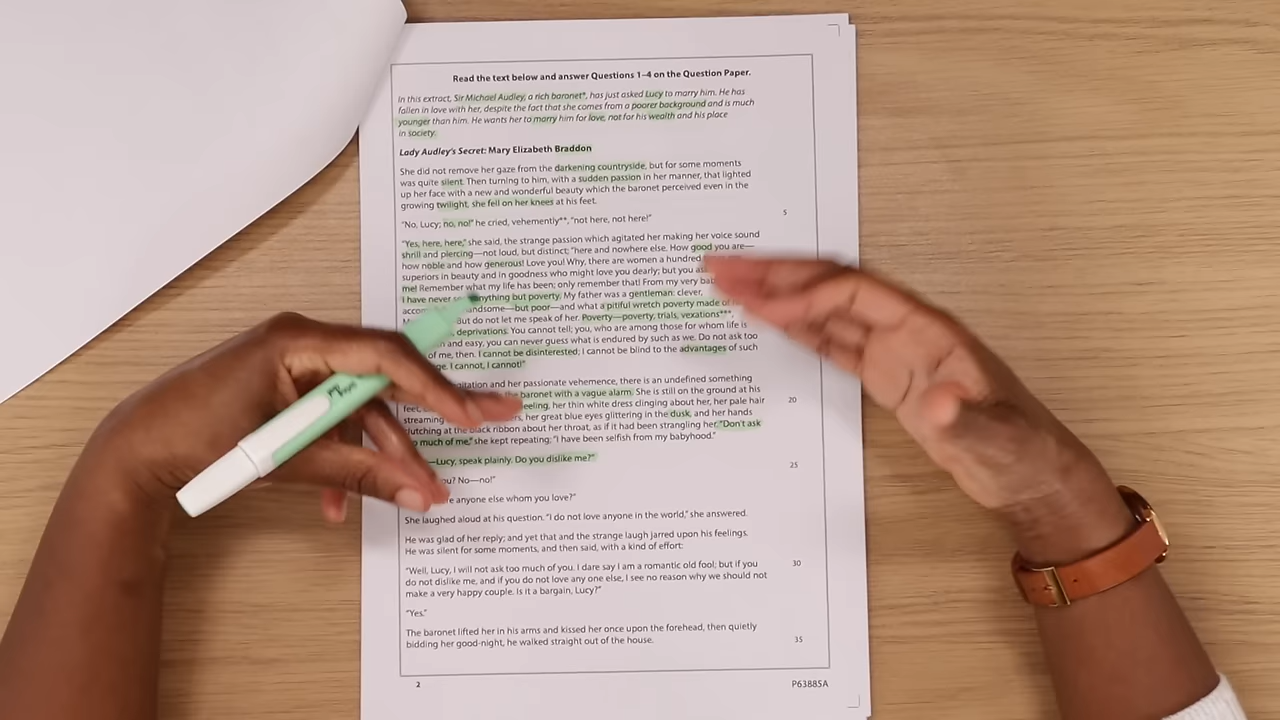 Read the text below and answer Questions 1–4 on the Question Paper.
In this extract, Sir Michael Audley, a rich baronet*, has just asked Lucy to marry him. He has
fallen in love with her, despite the fact that she comes from a poorer background and is much
younger than him. He wants her to marry him for love, not for his wealth and his place
in society.
Lady Audley's Secret: Mary Elizabeth Braddon
She did not remove her gaze from the darkening countryside, but for some moments
was quite silent. Then turning to him, with a sudden passion in her manner, that lighted
up her face with a new and wonderful beauty which the baronet perceived even in the
growing twilight, she fell on her knees at his feet.
"No, Lucy; no, no!" he cried, vehemently**, "not here, not here!"
5
"Yes, here, here," she said, the strange passion which agitated her making her voice sound
shrill and piercing—not loud, but distinct; "here and nowhere else. How good you are—
how noble and how generous! Love you! Why, there are women a hundred
superiors in beauty and in goodness who might love you dearly; but you
me! Remember what my life has been; only remember that! From my very
I have never anything but poverty. My father was a gentleman: clever,
handsome—but poor—and what a pitiful wretch poverty made of
But do not let me speak of her. Poverty—poverty, trials, vexations***,
deprivations. You cannot tell; you, who are among those for whom life is
and easy, you can never guess what is endured by such as we. Do not ask too
of me, then. I cannot be disinterested; I cannot be blind to the advantages of such
I cannot, I cannot!"
agitation and her passionate vehemence, there is an undefined something
the baronet with a vague alarm. She is still on the ground at his
feet, her thin white dress clinging about her, her pale hair
20
streaming her great blue eyes glittering in the dusk, and her hands
clutching at the black ribbon about her throat, as if it had been strangling her. "Don't ask
much of me," she kept repeating; "I have been selfish from my babyhood."
—Lucy, speak plainly. Do you dislike me?"
25
No—no!"
anyone else whom you love?"
She laughed aloud at his question. "I do not love anyone in the world," she answered.
He was glad of her reply; and yet that and the strange laugh jarred upon his feelings.
He was silent for some moments, and then said, with a kind of effort:
"Well, Lucy, I will not ask too much of you. I dare say I am a romantic old fool; but if you
30
do not dislike me, and if you do not love any one else, I see no reason why we should not
make a very happy couple. Is it a bargain, Lucy?"
"Yes."
The baronet lifted her in his arms and kissed her once upon the forehead, then quietly
bidding her good-night, he walked straight out of the house.
35
2
P63885A